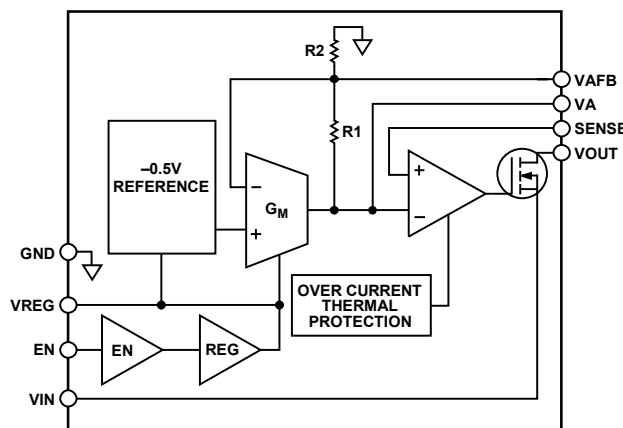 R2
VAFB
VA
R1
SENSE
VOUT
–0.5V
REFERENCE
−
GM
+
+
−
GND
OVER CURRENT
THERMAL
PROTECTION
VREG
EN
EN
REG
VIN